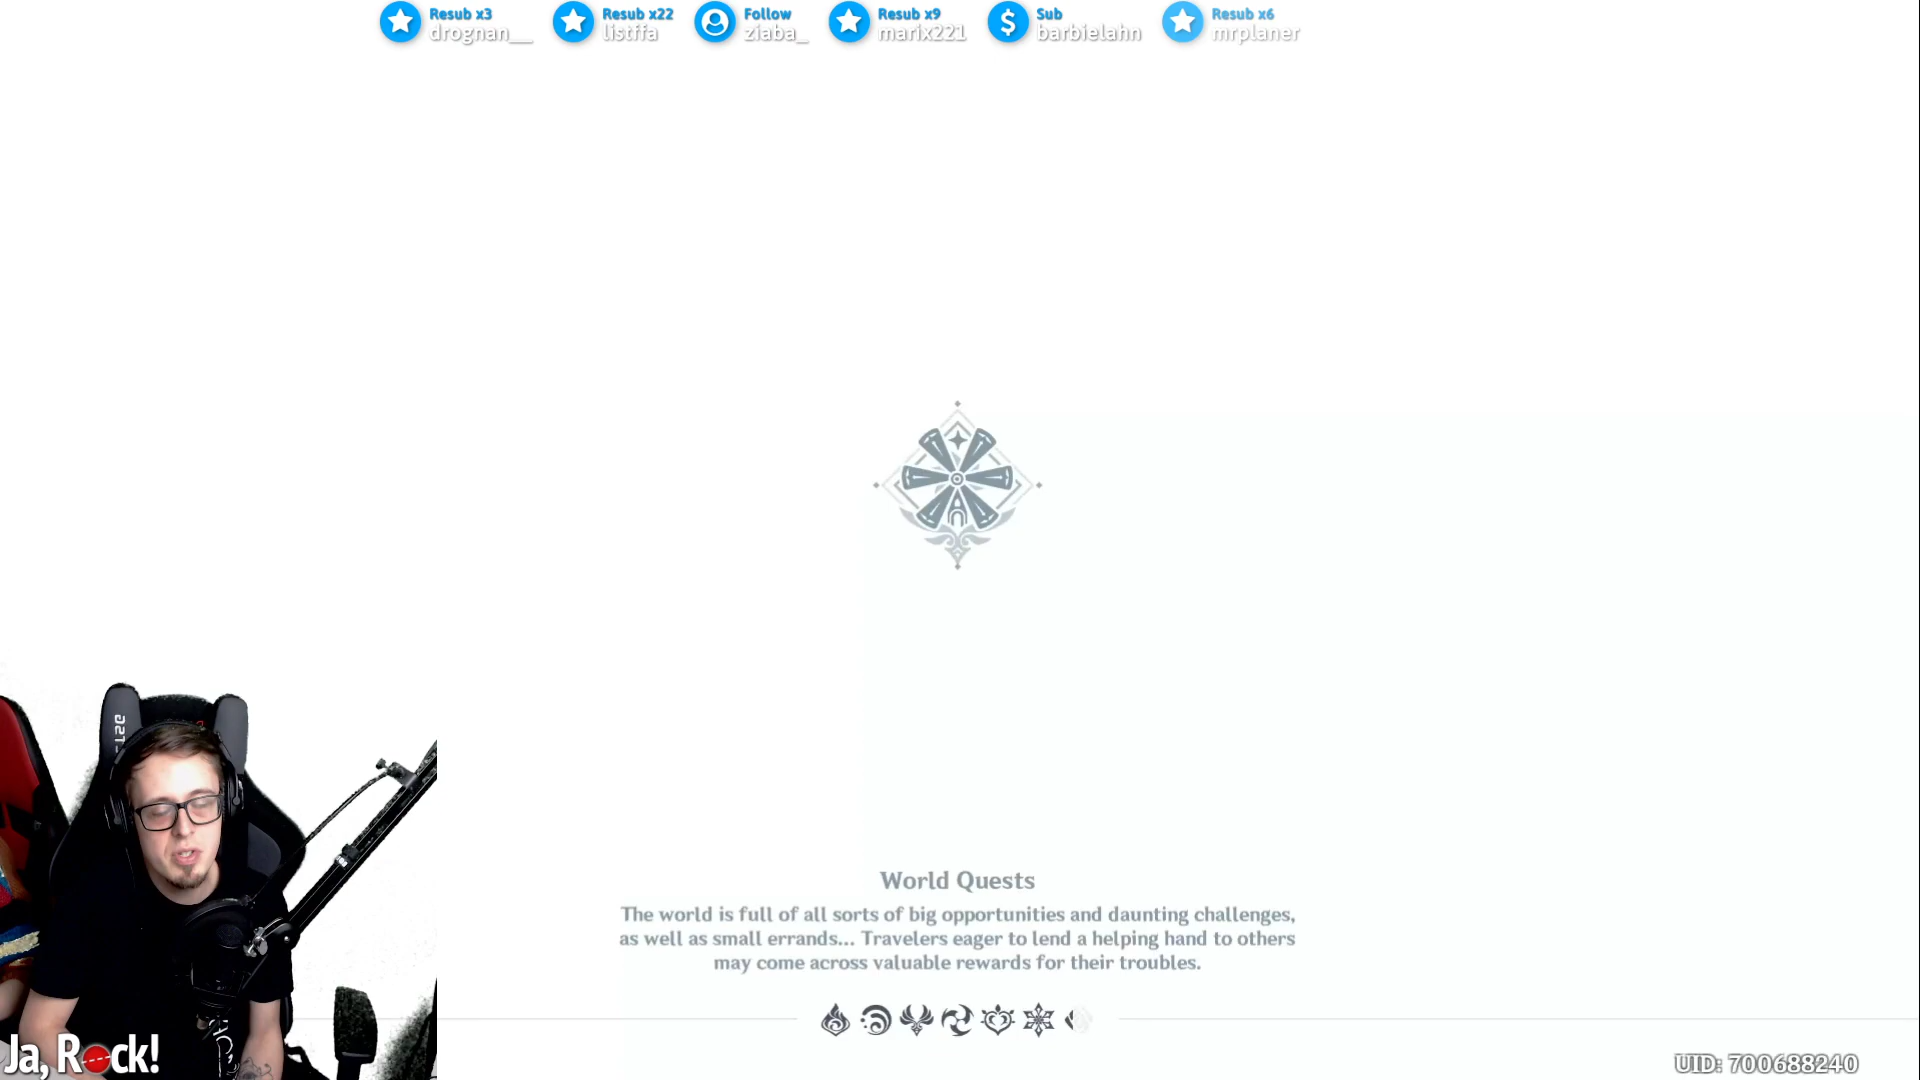 Resub x3
drognan__
Resub x22
listffa
Follow
ziaba_
Resub x9
marix221
Sub
barbielahn
Resub x6
mrplaner
World Quests
The world is full of all sorts of big opportunities and daunting challenges,
as well as small errands... Travelers eager to lend a helping hand to others
may come across valuable rewards for their troubles.
Ja, Rock!
UID: 700688240